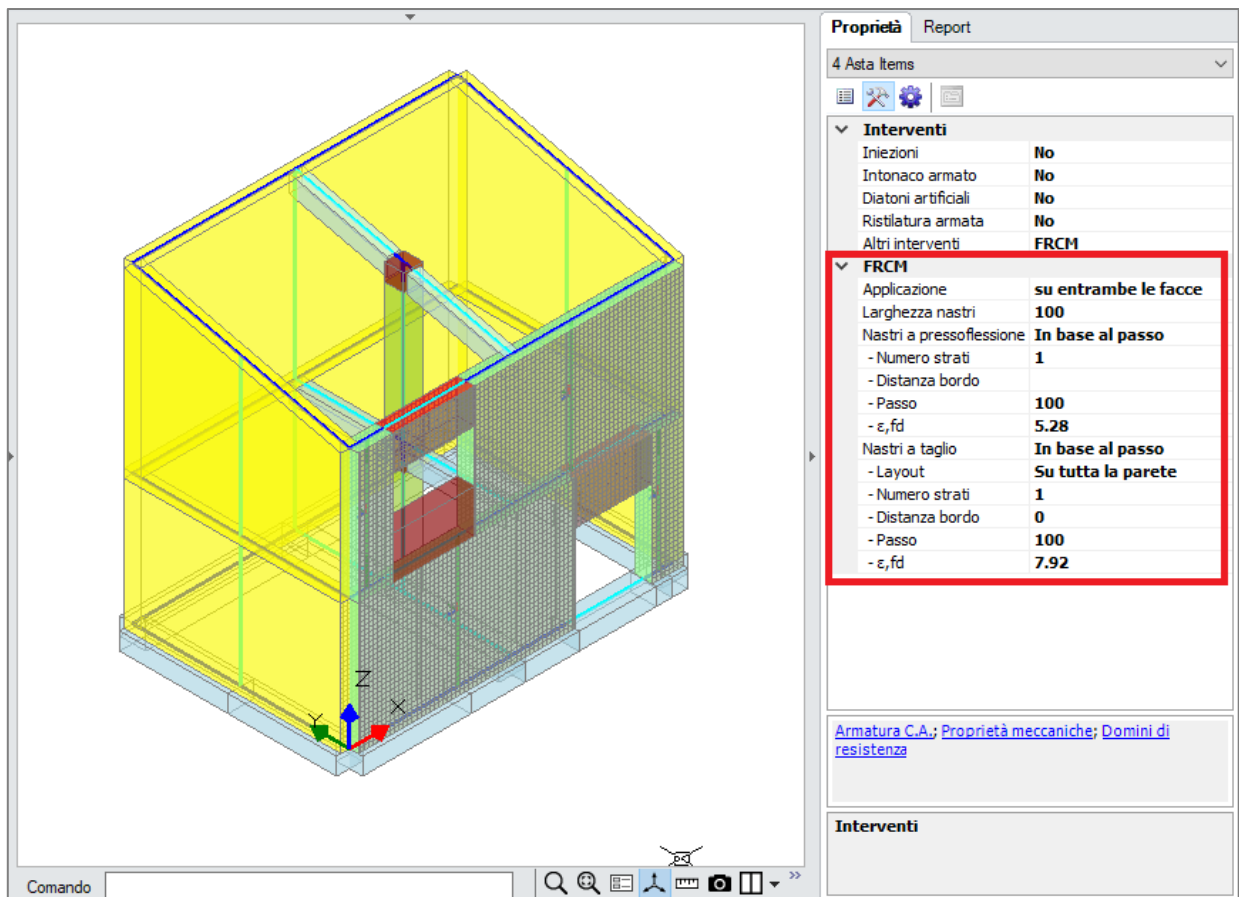 Proprietà Report
4 Asta Items
Interventi
Iniezioni No
Intonaco armato No
Diatoni artificiali No
Ristilatura armata No
Altri interventi FRCM
FRCM
Applicazione su entrambe le facce
Larghezza nastri 100
Nastri a pressoflessione In base al passo
- Numero strati 1
- Distanza bordo
- Passo 100
- ε,fd 5.28
Nastri a taglio In base al passo
- Layout Su tutta la parete
- Numero strati 1
- Distanza bordo 0
- Passo 100
- ε,fd 7.92
Z
Y
X
Armatura C.A.; Proprietà meccaniche; Domini di
resistenza
Interventi
Comando